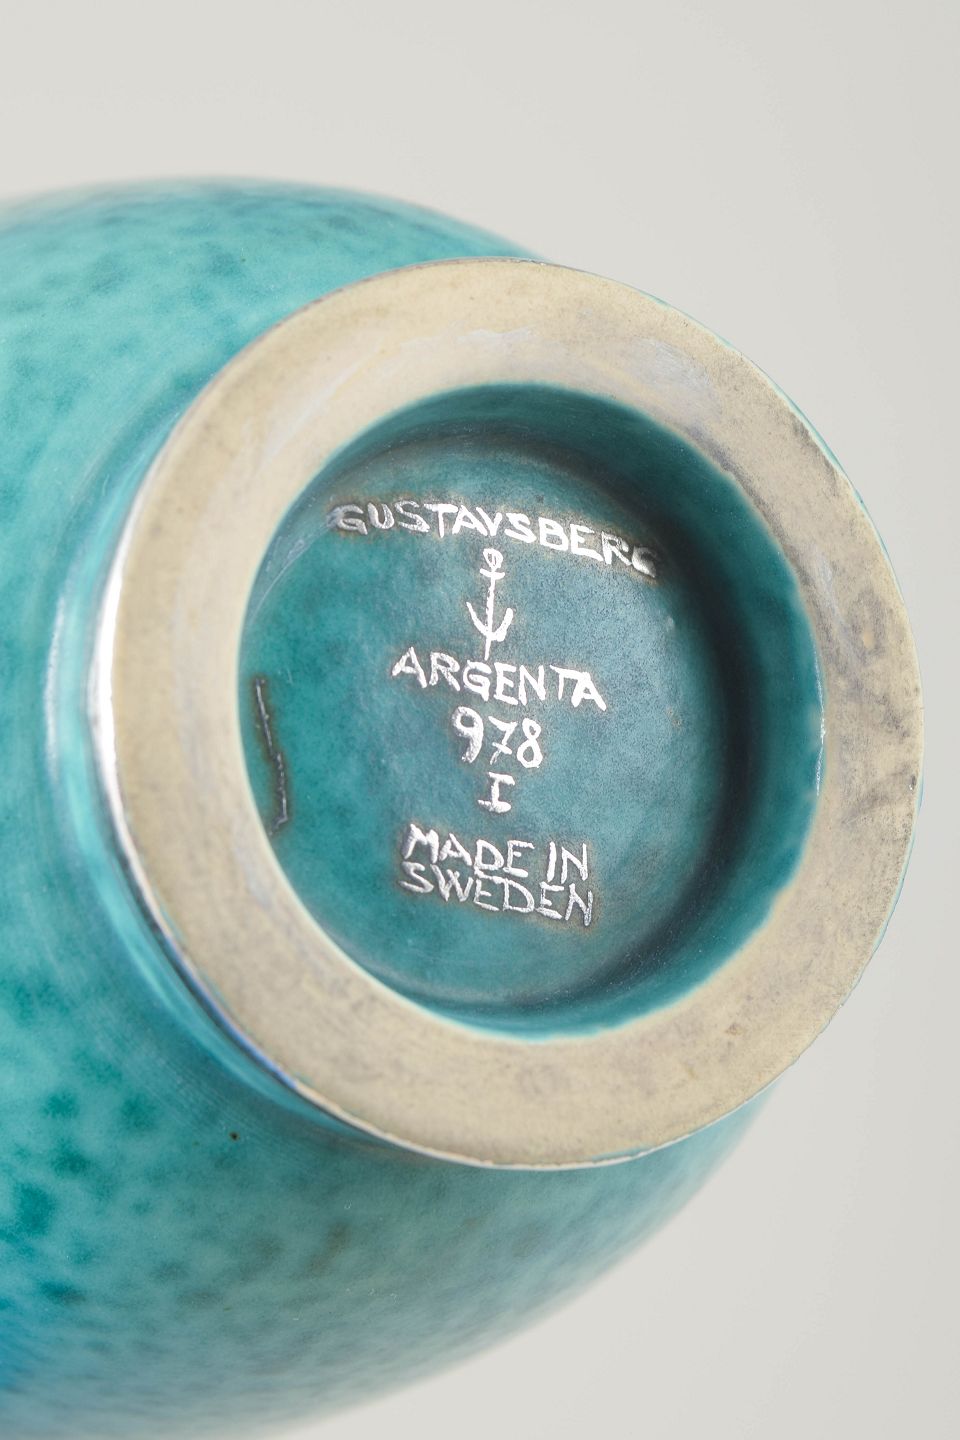 GUSTAVSBERG
ARGENTA
978
I
MADE IN
SWEDEN